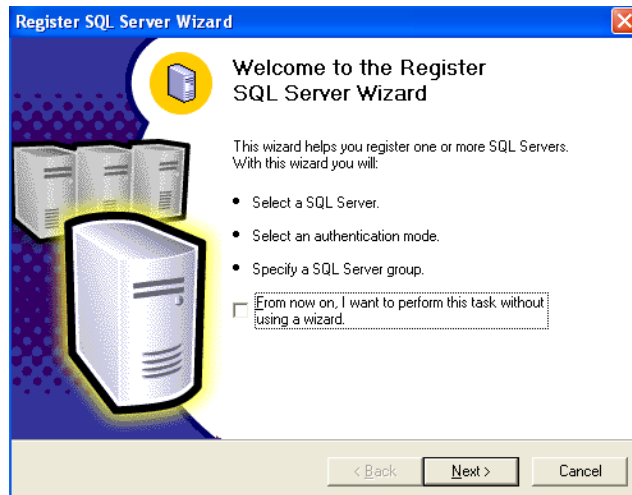 Register SQL Server Wizard
Welcome to the Register
SQL Server Wizard
This wizard helps you register one or more SQL Servers.
With this wizard you will:
• Select a SQL Server.
• Select an authentication mode.
• Specify a SQL Server group.
From now on, I want to perform this task without
using a wizard.
< Back
Next >
Cancel